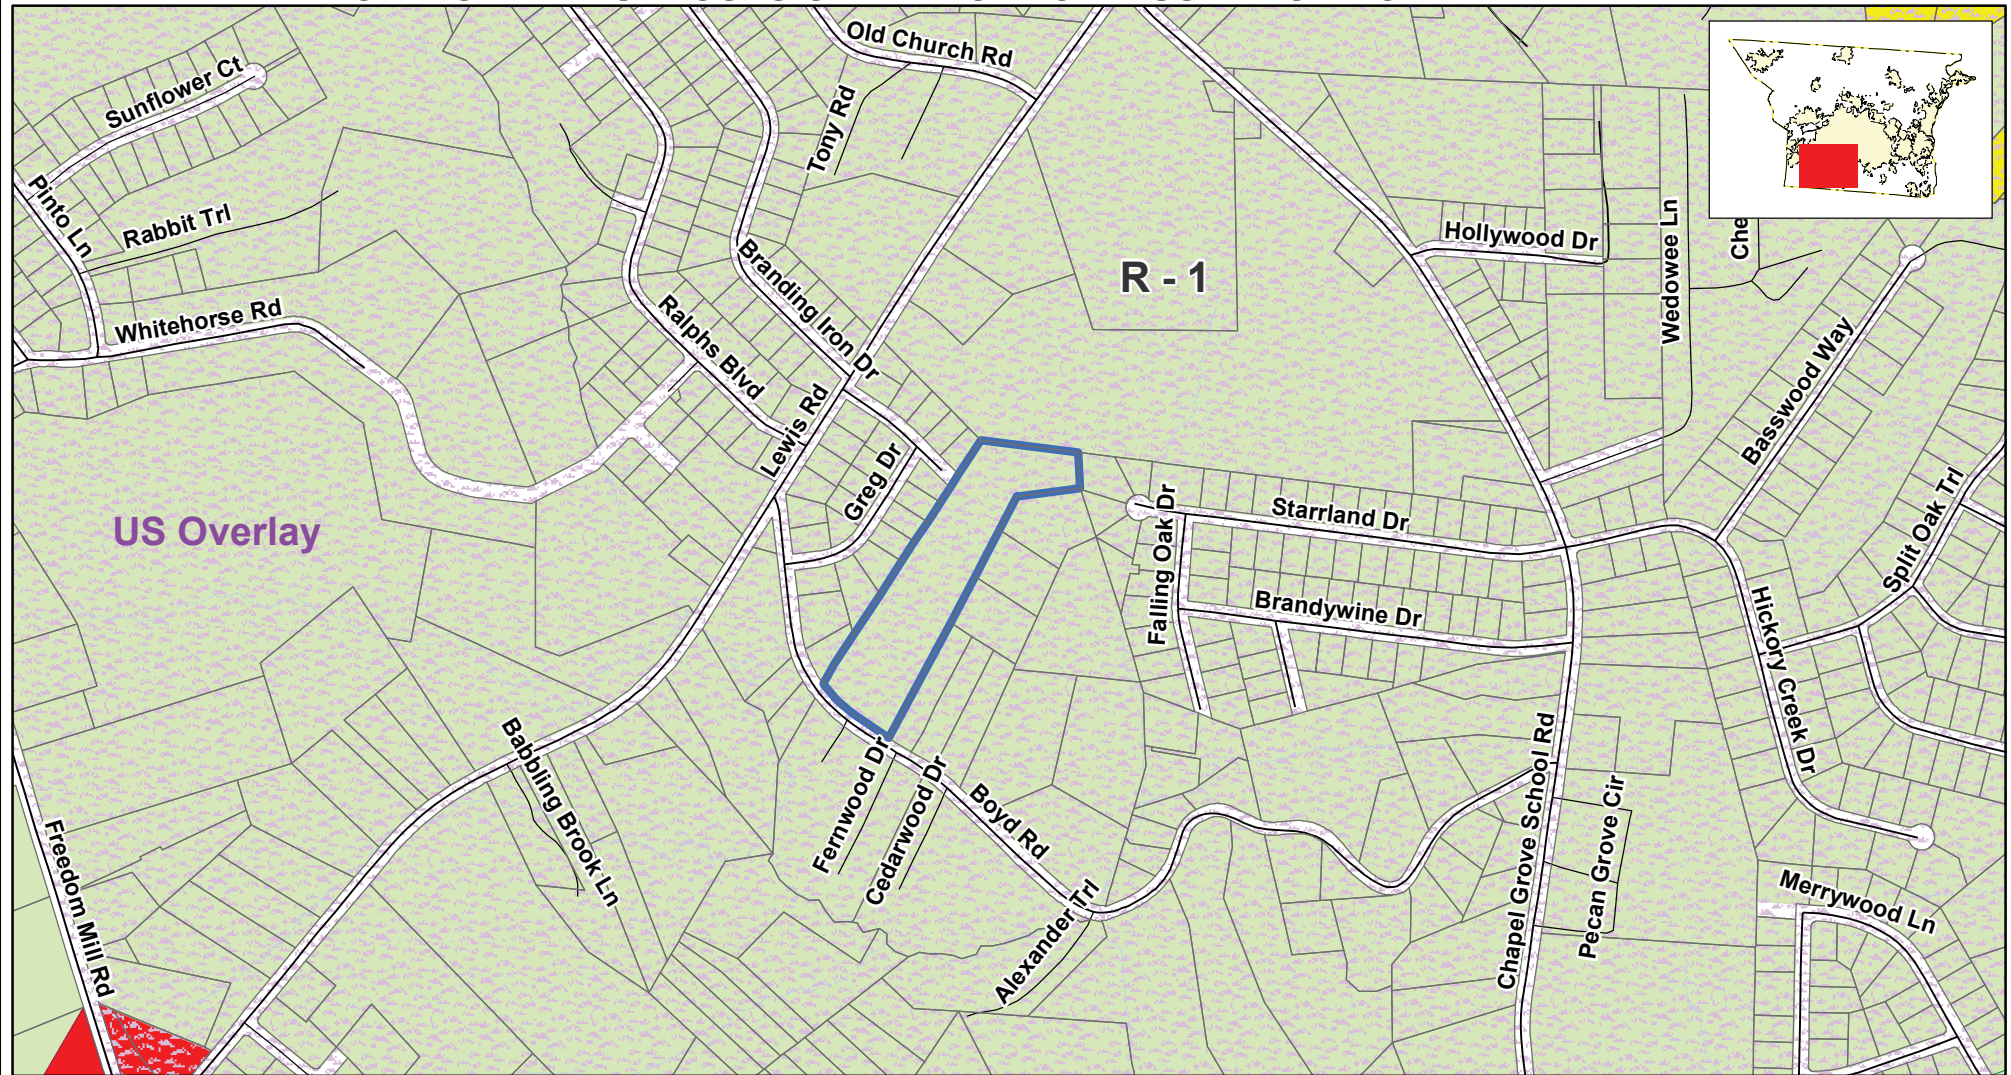 Old Church Rd
Sunflower Ct
Tony Rd
Pinto Ln
Rabbit Trl
Hollywood Dr
Wedowee Ln
Che
Branding Iron Dr
R - 1
Whitehorse Rd
Ralphs Blvd
Basswood Way
Lewis Rd
Greg Dr
US Overlay
Falling Oak Dr
Starrland Dr
Split Oak Trl
Brandywine Dr
Hickory Creek Dr
Babbling Brook Ln
Fernwood Dr
Cedarwood Dr
Boyd Rd
Chapel Grove School Rd
Pecan Grove Cir
Freedom Mill Rd
Alexander Trl
Merrywood Ln